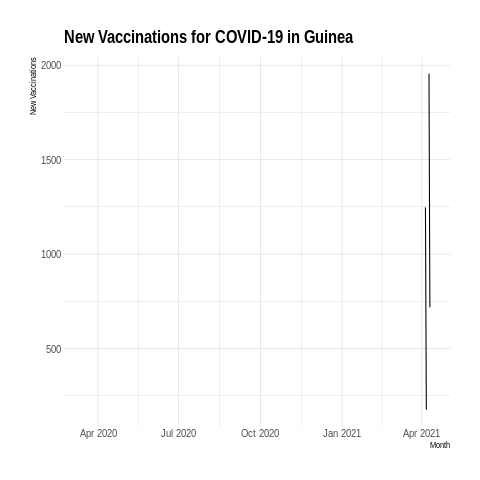 New Vaccinations for COVID-19 in Guinea
New Vaccinations
2000
1500
1000
500
Apr 2020 Jul 2020 Oct 2020 Jan 2021 Apr 2021
Month